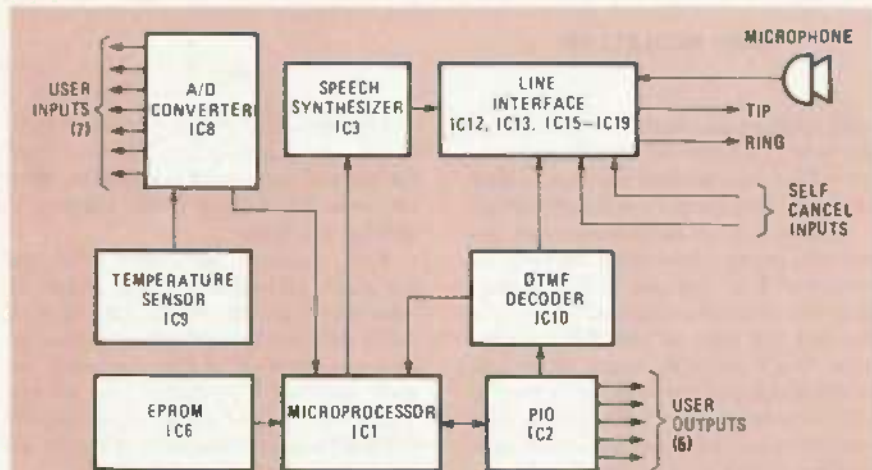 USER
INPUTS
(7)
A/D
CONVERTER
IC8
SPEECH
SYNTHESIZER
IC3
LINE
INTERFACE
IC12, IC13, IC15–IC19
MICROPHONE
TIP
RING
SELF
CANCEL
INPUTS
TEMPERATURE
SENSOR
IC9
DTMF
DECODER
IC10
EPROM
IC6
MICROPROCESSOR
IC1
PIO
IC2
USER
OUTPUTS
(6)